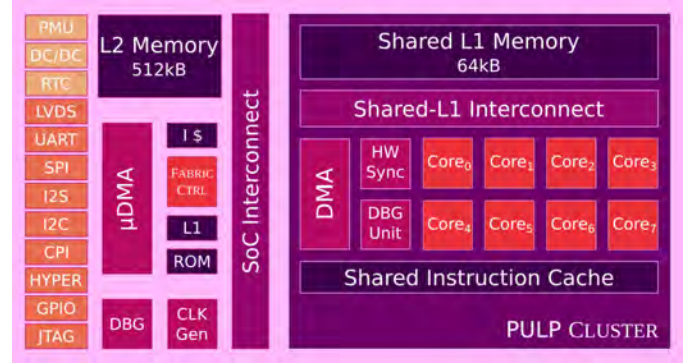 PMU
DC/DC
RTC
LVDS
UART
SPI
I2S
I2C
CPI
HYPER
GPIO
JTAG
L2 Memory
512kB
µDMA
I $
FABRIC
CTRL
L1
ROM
DBG
CLK
Gen
SoC Interconnect
Shared L1 Memory
64kB
Shared-L1 Interconnect
DMA
HW
Sync
Core₀
Core₁
Core₂
Core₃
DBG
Unit
Core₄
Core₅
Core₆
Core₇
Shared Instruction Cache
PULP CLUSTER